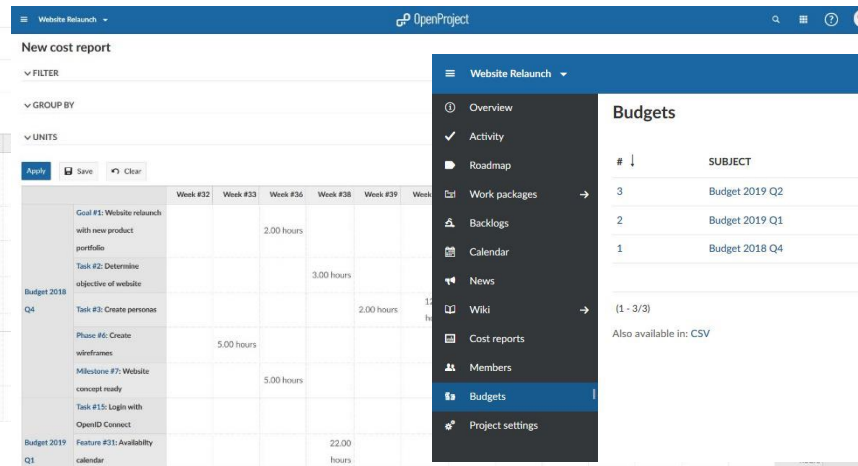 Website Relaunch
OpenProject
New cost report
FILTER
GROUP BY
UNITS
Apply Save Clear
Week #32 Week #33 Week #36 Week #38 Week #39 Week
Budget 2018
Q4
Goal #1: Website relaunch
with new product
portfolio
2.00 hours
Task #2: Determine
objective of website
3.00 hours
Task #3: Create personas
2.00 hours
Phase #6: Create
wireframes
5.00 hours
Milestone #7: Website
concept ready
5.00 hours
Budget 2019
Q1
Task #15: Login with
OpenID Connect
Feature #31: Availabilty
calendar
22.00
hours
Website Relaunch
Overview
Activity
Roadmap
Work packages
Backlogs
Calendar
News
Wiki
Cost reports
Members
Budgets
Project settings
Budgets
# ↓ SUBJECT
3 Budget 2019 Q2
2 Budget 2019 Q1
1 Budget 2018 Q4
(1 - 3/3)
Also available in: CSV